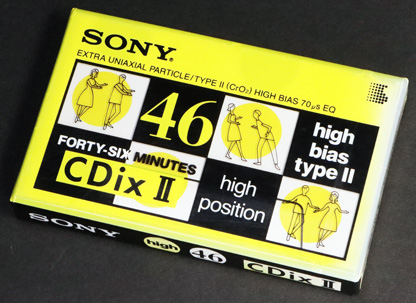 SONY®
EXTRA UNIAXIAL PARTICLE/TYPE II (CrO₂) HIGH BIAS 70μs EQ
46
FORTY-SIX MINUTES
CDix II
high
bias
type II
high
position
SONY
high
46
CDix II